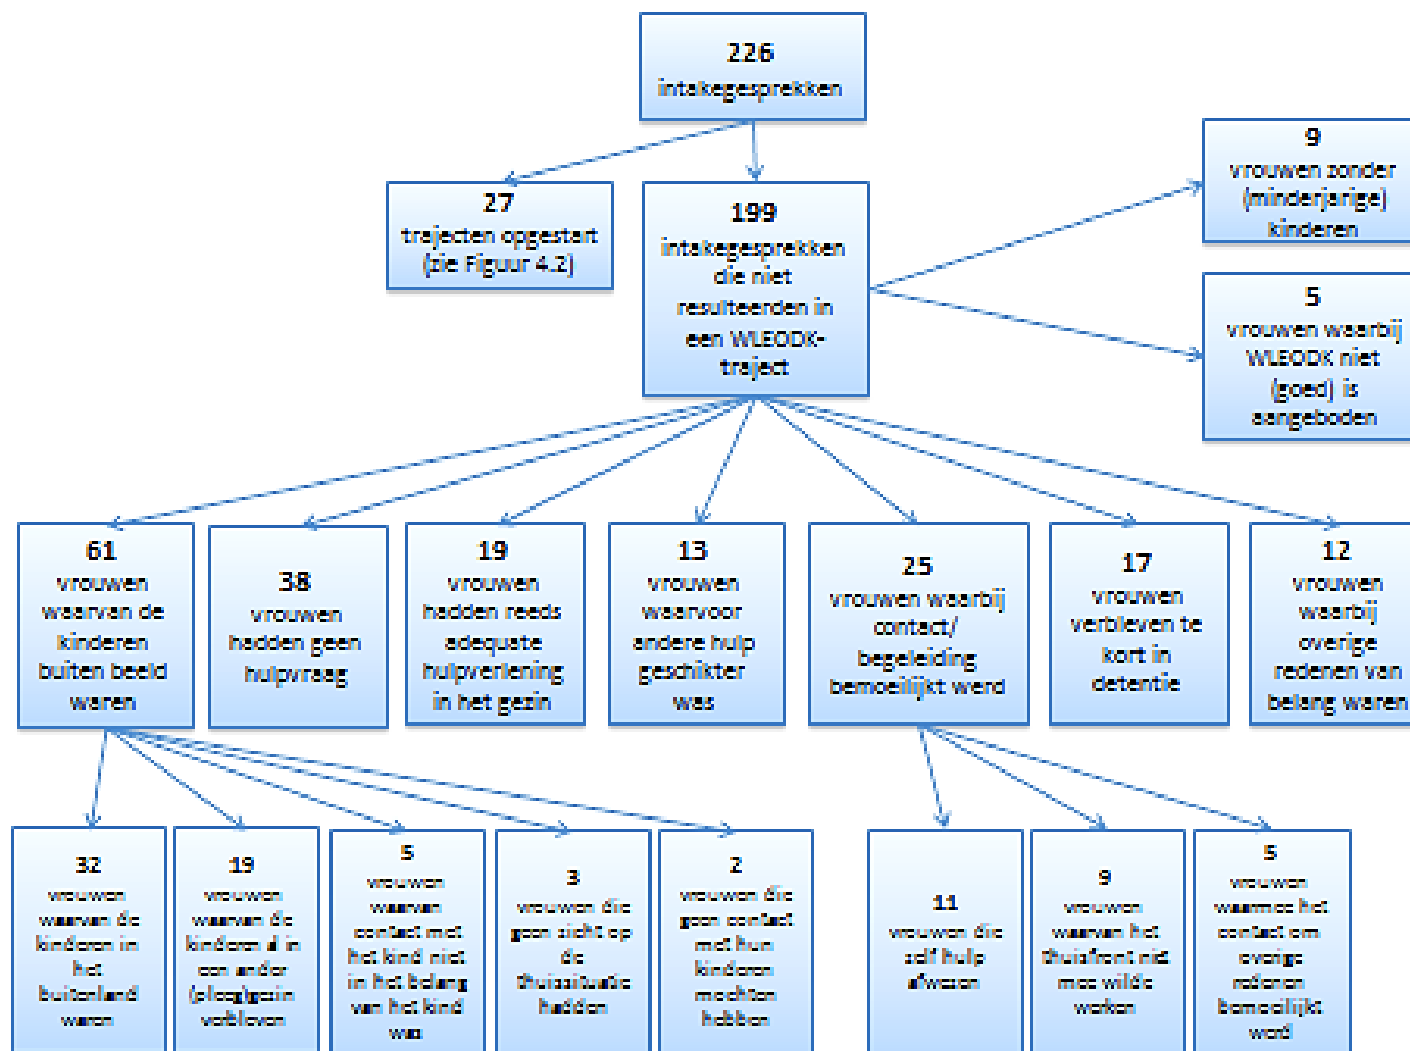 226
intakegesprekken
27
trajecten opgestart
(zie Figuur 4.2)
199
intakegesprekken
die niet
resulteerden in
een WLEODK-
traject
9
vrouwen zonder
(minderjarige)
kinderen
5
vrouwen waarbij
WLEODK niet
(goed) is
aangeboden
61
vrouwen
waarvan de
kinderen
buiten beeld
waren
38
vrouwen
hadden geen
hulpvraag
19
vrouwen
hadden reeds
adequate
hulpverlening
in het gezin
13
vrouwen
waarvoor
andere hulp
geschikter
was
25
vrouwen waarbij
contact/
begeleiding
bemoeilijkt werd
17
vrouwen
verbleven te
kort in
detentie
12
vrouwen
waarbij
overige
redenen van
belang waren
32
vrouwen
waarvan de
kinderen in
het
buitenland
waren
19
vrouwen
waarvan de
kinderen al in
een ander
(pleeg)gezin
verbleven
5
vrouwen
waarvan
contact met
het kind niet
in het belang
van het kind
was
3
vrouwen die
geen zicht op
de
thuissituatie
hadden
2
vrouwen die
geen contact
met hun
kinderen
mochten
hebben
11
vrouwen die
zelf hulp
afwezen
9
vrouwen
waarvan het
thuisfront niet
mee wilde
werken
5
vrouwen
waarmee het
contact om
overige
redenen
bemoeilijkt
werd